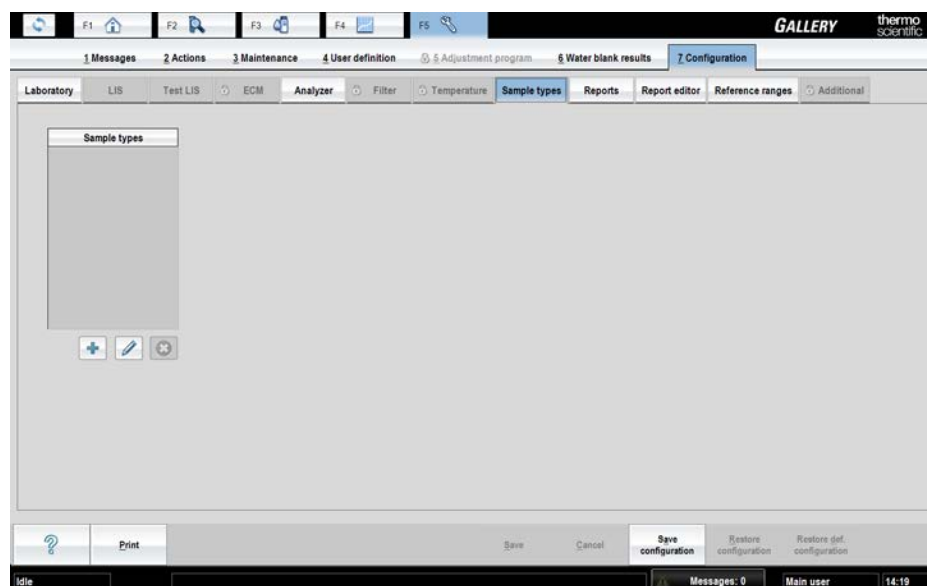 F1 F2 F3 F4 F5 GALLERY thermo scientific
1 Messages 2 Actions 3 Maintenance 4 User definition 5 Adjustment program 6 Water blank results 7 Configuration
Laboratory LIS Test LIS ECM Analyzer Filter Temperature Sample types Reports Report editor Reference ranges Additional
Sample types
? Print Save Cancel Save configuration Restore configuration Restore def. configuration
Idle Messages: 0 Main user 14:19